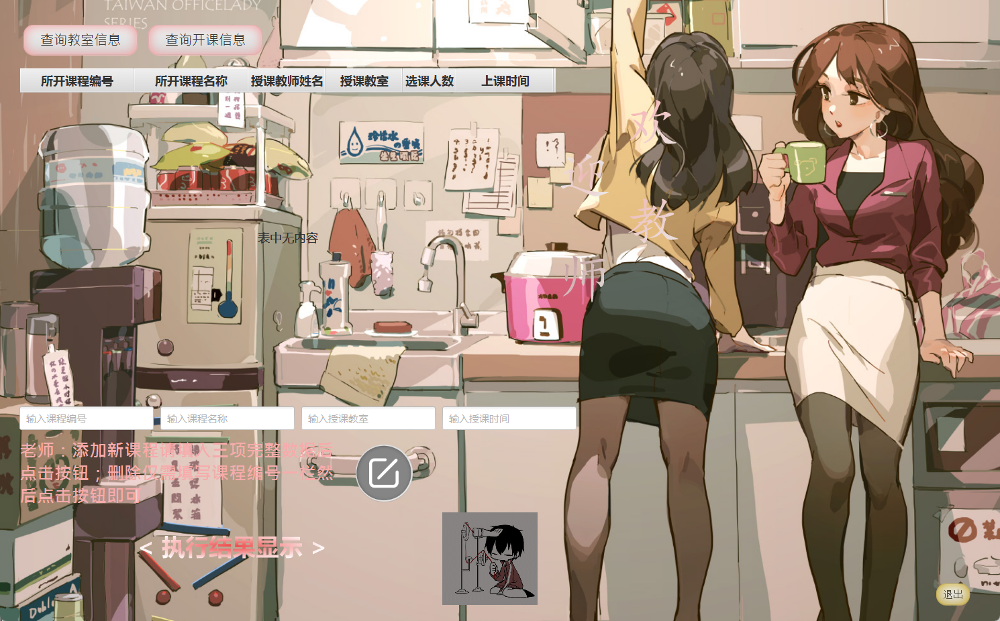 TAIWAN OFFICELADY
SERIES
查询教室信息
查询开课信息
所开课程编号
所开课程名称
授课教师姓名
授课教室
选课人数
上课时间
欢
迎
教
师
表中无内容
输入课程编号
输入课程名称
输入授课教室
输入授课时间
老师：添加新课程请填入三项完整数据后
点击按钮；删除仅需填写课程编号一栏然
后点击按钮即可
< 执行结果显示 >
退出